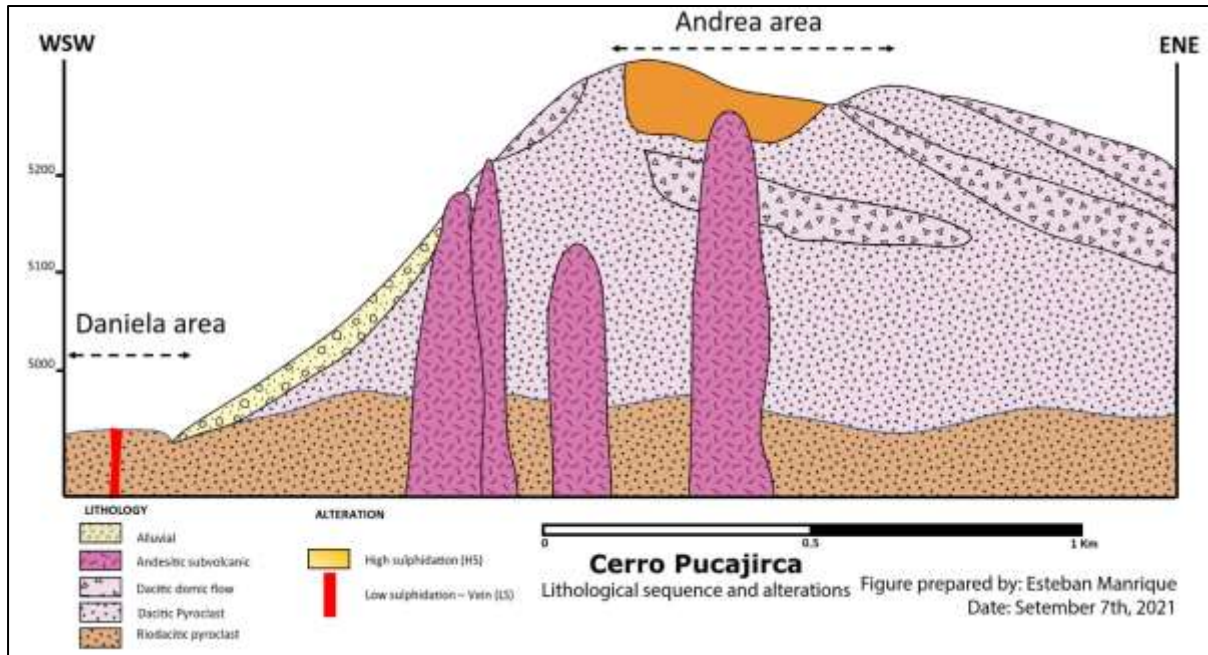 Andrea area
WSW
ENE
5200
5100
Daniela area
5000
LITHOLOGY
Alluvial
Andesitic subvolcanic
Dacitic domic flow
Dacitic Pyroclast
Riodacitic pyroclast
ALTERATION
High sulphidation (HS)
Low sulphidation – Vein (LS)
0
0.5
1 Km
Cerro Pucajirca
Lithological sequence and alterations
Figure prepared by: Esteban Manrique
Date: Setember 7th, 2021